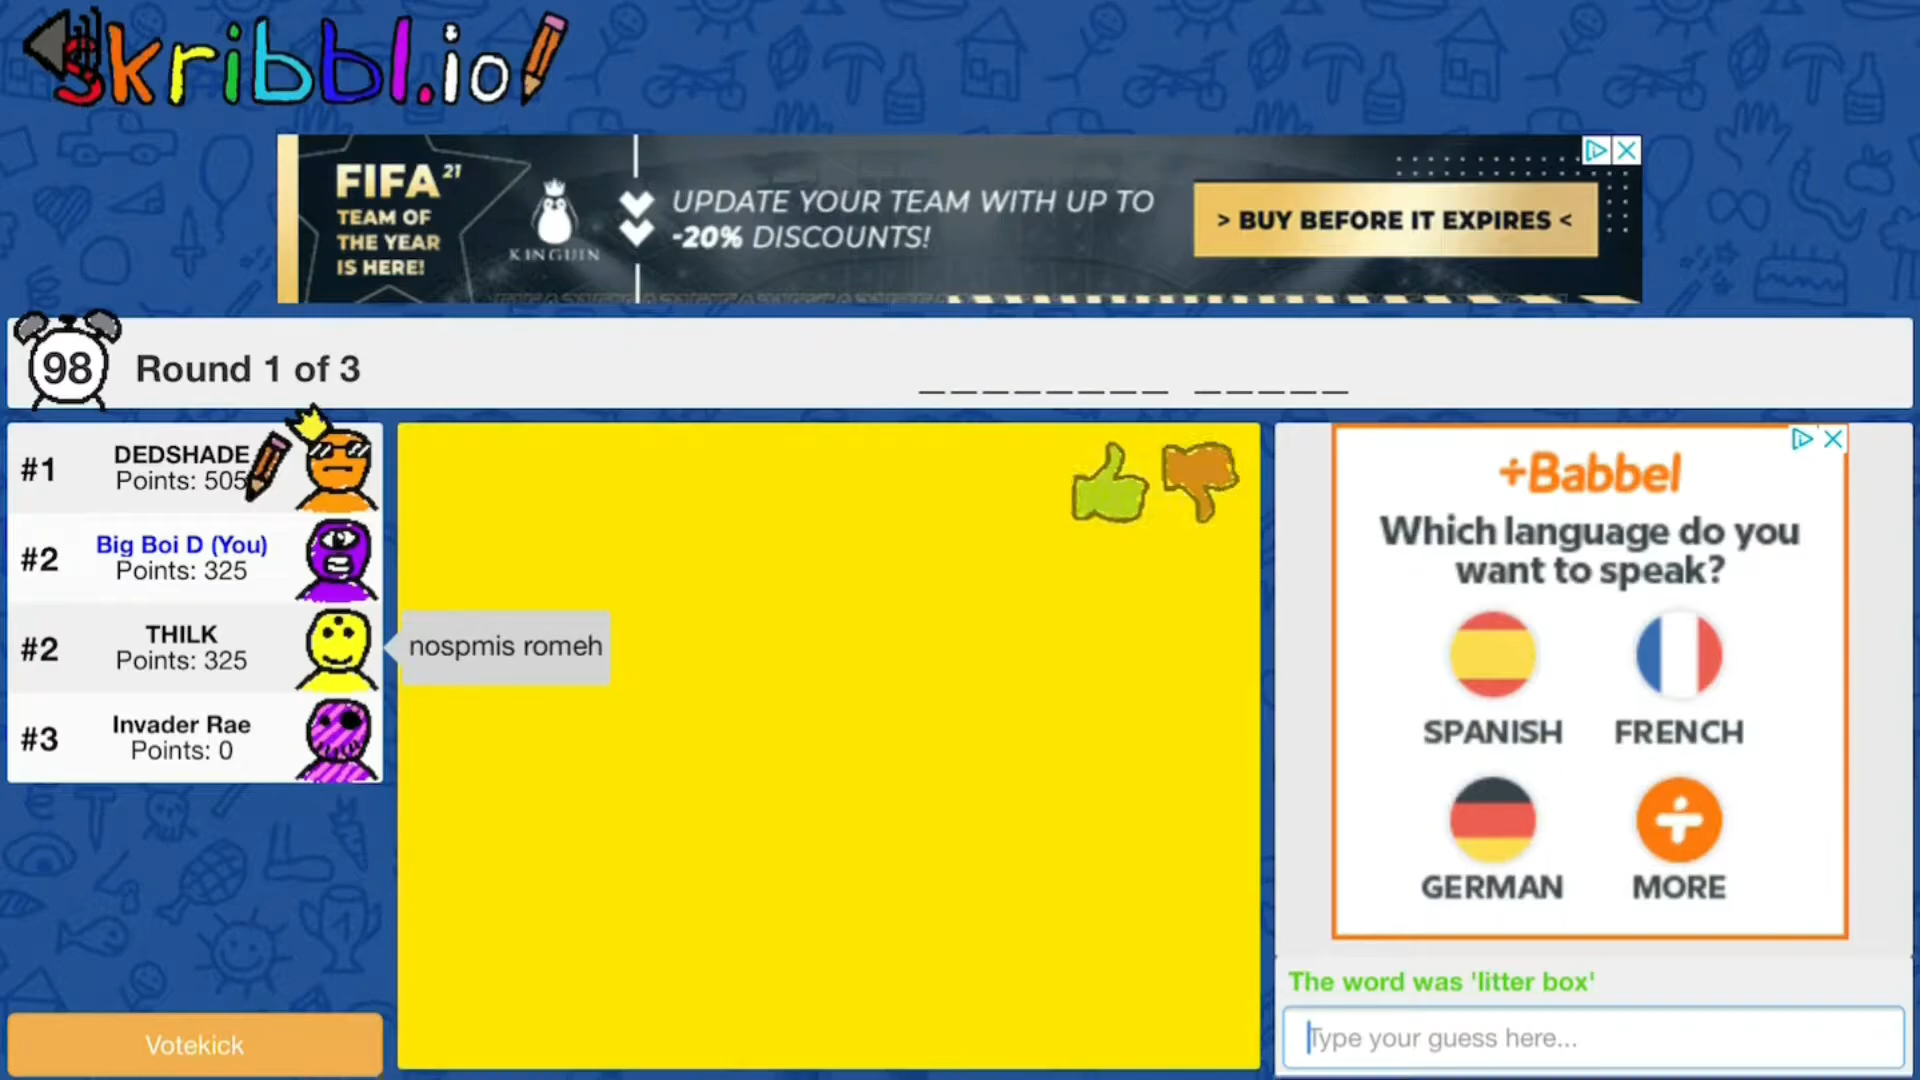 skribbl.io
FIFA 21
TEAM OF
THE YEAR
IS HERE!
KINGUIN
UPDATE YOUR TEAM WITH UP TO
-20% DISCOUNTS!
> BUY BEFORE IT EXPIRES <
98
Round 1 of 3
________ _____
#1
DEDSHADE
Points: 505
#2
Big Boi D (You)
Points: 325
#2
THILK
Points: 325
nospmis romeh
#3
Invader Rae
Points: 0
Votekick
+Babbel
Which language do you
want to speak?
SPANISH FRENCH
GERMAN MORE
The word was 'litter box'
Type your guess here...